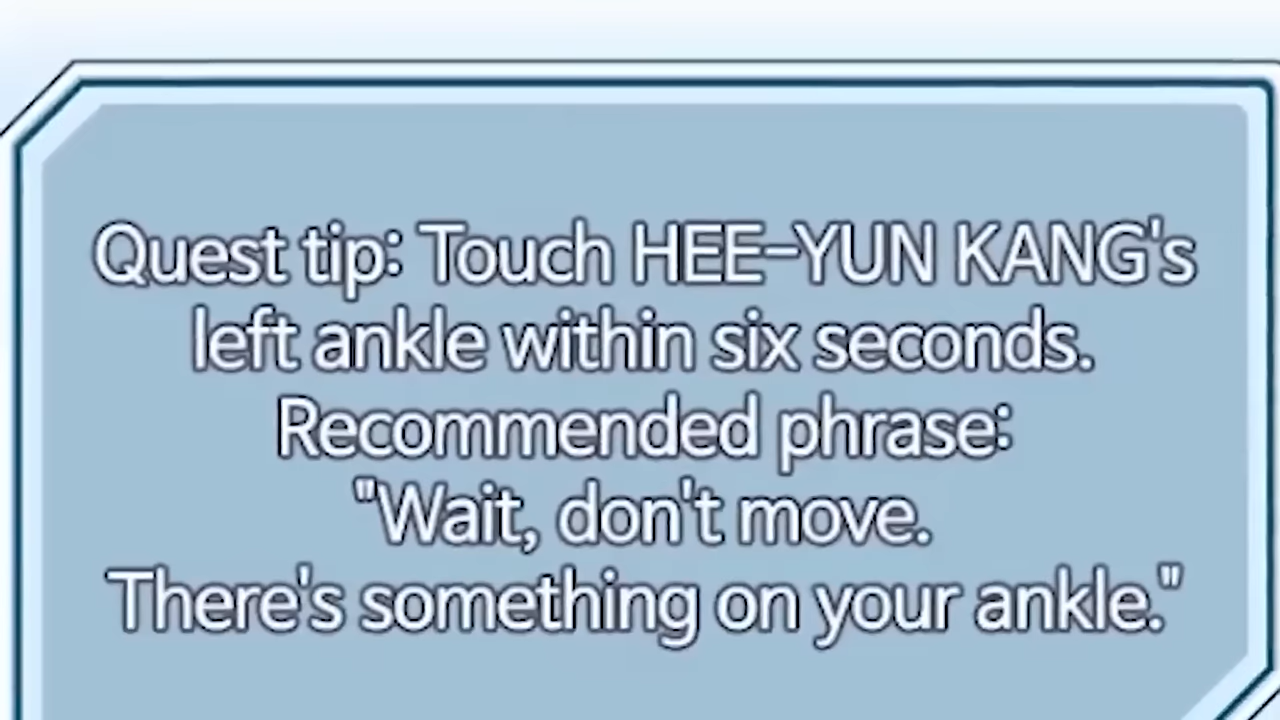 Quest tip: Touch HEE-YUN KANG's
left ankle within six seconds.
Recommended phrase:
"Wait, don't move.
There's something on your ankle."